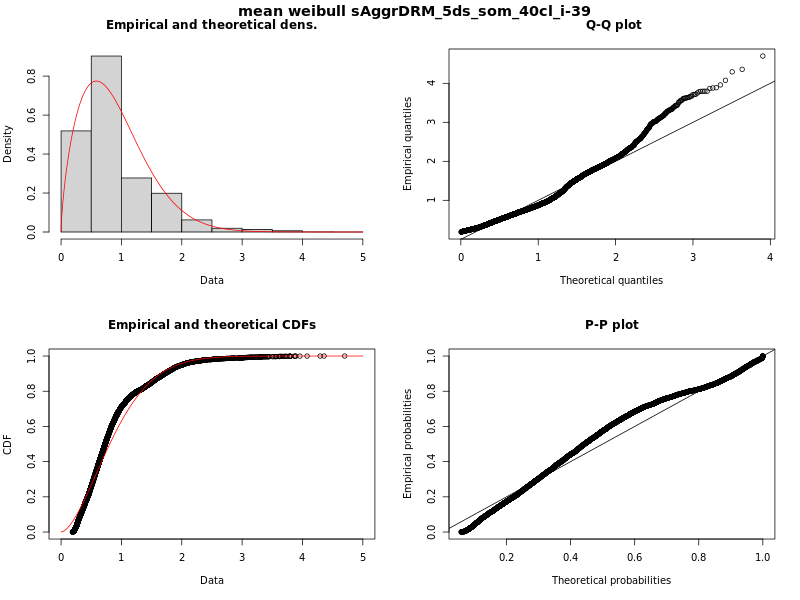 mean weibull sAggrDRM_5ds_som_40cl_i-39
Empirical and theoretical dens.
Density
0.0 0.2 0.4 0.6 0.8
0 1 2 3 4 5
Data
Q-Q plot
Empirical quantiles
1 2 3 4
0 1 2 3 4
Theoretical quantiles
Empirical and theoretical CDFs
CDF
0.0 0.2 0.4 0.6 0.8 1.0
0 1 2 3 4 5
Data
P-P plot
Empirical probabilities
0.0 0.2 0.4 0.6 0.8 1.0
0.2 0.4 0.6 0.8 1.0
Theoretical probabilities